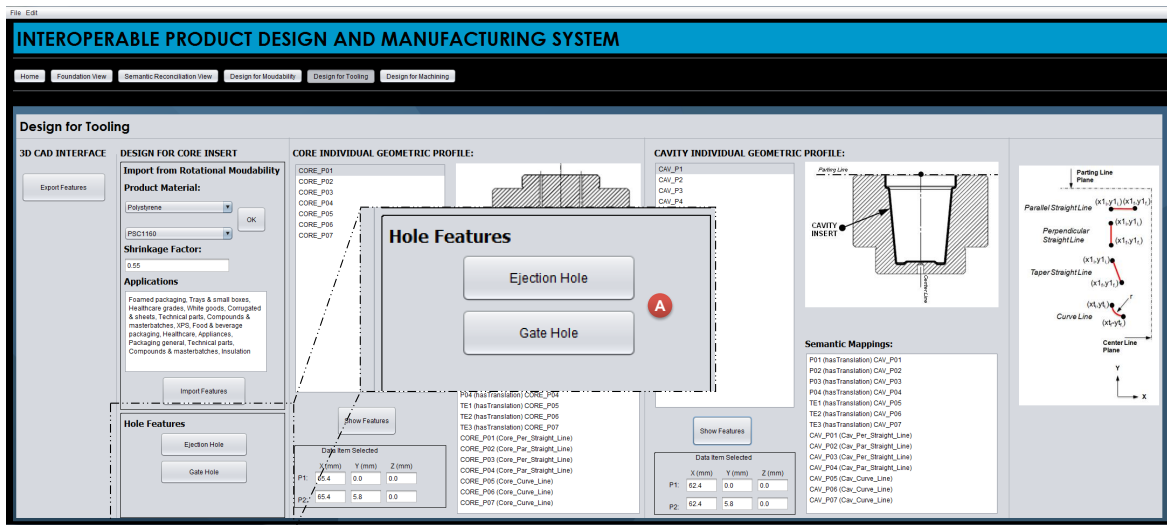 File Edit
INTEROPERABLE PRODUCT DESIGN AND MANUFACTURING SYSTEM
Home Foundation View Semantic Reconciliation View Design for Moudability Design for Tooling Design for Machining
Design for Tooling
3D CAD INTERFACE
Export Features
DESIGN FOR CORE INSERT
Import from Rotational Moudability
Product Material:
Polystyrene
OK
PSC1160
Shrinkage Factor:
0.55
Applications
Foamed packaging, Trays & small boxes,
Healthcare grades, White goods, Corrugated
& sheets, Technical parts, Compounds &
masterbatches, XPS, Food & beverage
packaging, Healthcare, Appliances,
Packaging general, Technical parts,
Compounds & masterbatches, Insulation
Import Features
Hole Features
Ejection Hole
Gate Hole
CORE INDIVIDUAL GEOMETRIC PROFILE:
CORE_P01
CORE_P02
CORE_P03
CORE_P04
CORE_P05
CORE_P06
CORE_P07
Hole Features
Ejection Hole
A
Gate Hole
Show Features
Data Item Selected
X (mm) Y (mm) Z (mm)
P1: 65.4 0.0 0.0
P2: 65.4 5.8 0.0
P04 (hasTranslation) CORE_P04
TE1 (hasTranslation) CORE_P05
TE2 (hasTranslation) CORE_P06
TE3 (hasTranslation) CORE_P07
CORE_P01 (Core_Per_Straight_Line)
CORE_P02 (Core_Par_Straight_Line)
CORE_P03 (Core_Per_Straight_Line)
CORE_P04 (Core_Par_Straight_Line)
CORE_P05 (Core_Curve_Line)
CORE_P06 (Core_Curve_Line)
CORE_P07 (Core_Curve_Line)
CAVITY INDIVIDUAL GEOMETRIC PROFILE:
CAV_P1
CAV_P2
CAV_P3
CAV_P4
Show Features
Data Item Selected
X (mm) Y (mm) Z (mm)
P1: 62.4 0.0 0.0
P2: 62.4 5.8 0.0
Parting Line
CAVITY
INSERT
Center Line
Semantic Mappings:
P01 (hasTranslation) CAV_P01
P02 (hasTranslation) CAV_P02
P03 (hasTranslation) CAV_P03
P04 (hasTranslation) CAV_P04
TE1 (hasTranslation) CAV_P05
TE2 (hasTranslation) CAV_P06
TE3 (hasTranslation) CAV_P07
CAV_P01 (Cav_Per_Straight_Line)
CAV_P02 (Cav_Par_Straight_Line)
CAV_P03 (Cav_Per_Straight_Line)
CAV_P04 (Cav_Par_Straight_Line)
CAV_P05 (Cav_Curve_Line)
CAV_P06 (Cav_Curve_Line)
CAV_P07 (Cav_Curve_Line)
Parting Line
Plane
Parallel Straight Line
Perpendicular
Straight Line
Taper Straight Line
r
Curve Line
Center Line
Plane
Y
X